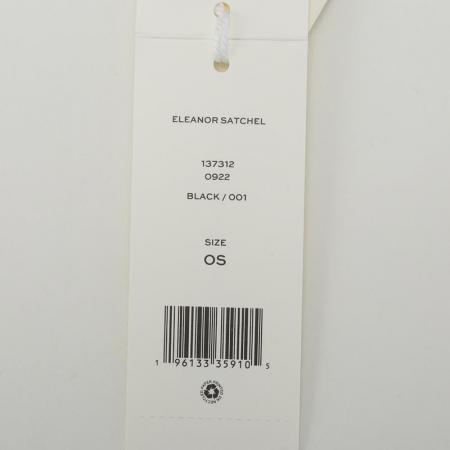 ELEANOR SATCHEL
137312
0922
BLACK / 001
SIZE
OS
1 96133 35910 5